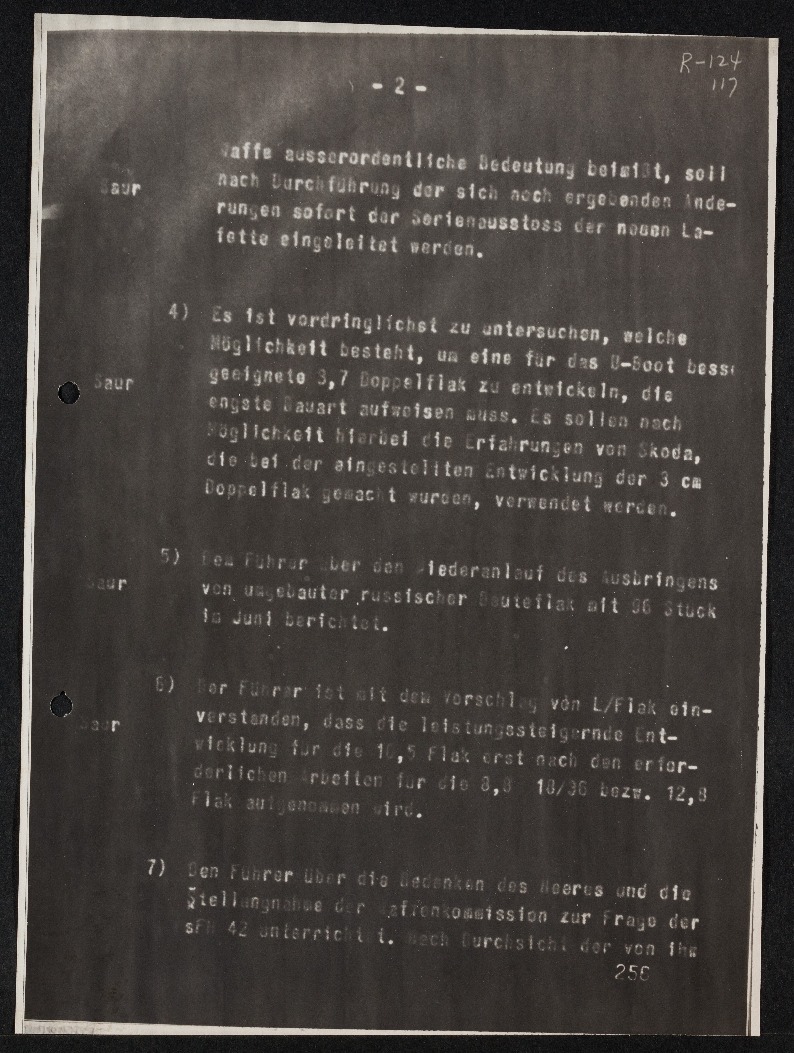 R-124
117
- 2 -
Waffe ausserordentliche Bedeutung beimißt, soll
Saur
nach Durchführung der sich noch ergebenden Ände-
rungen sofort der Serienausstoss der neuen La-
fette eingeleitet werden.
4) Es ist vordringlichst zu untersuchen, welche
Möglichkeit besteht, um eine für das U-Boot bess
Saur
geeignete 3,7 Doppelflak zu entwickeln, die
engste Bauart aufweisen muss. Es sollen nach
Möglichkeit hierbei die Erfahrungen von Skoda,
die bei der eingestellten Entwicklung der 3 cm
Doppelflak gemacht wurden, verwendet werden.
5) Dem Führer über den Wiederanlauf des Ausbringens
Saur
von umgebauter russischer Beuteflak mit 96 Stück
im Juni berichtet.
6) Der Führer ist mit dem Vorschlag von L/Flak ein-
Saur
verstanden, dass die leistungssteigernde Ent-
wicklung für die 10,5 Flak erst nach den erfor-
derlichen Arbeiten für die 8,8 18/36 bezw. 12,8
Flak aufgenommen wird.
7) Den Führer über die Bedenken des Heeres und die
Stellungnahme der Waffenkommission zur Frage der
sFH 42 unterrichtet. Nach Durchsicht der von ihm